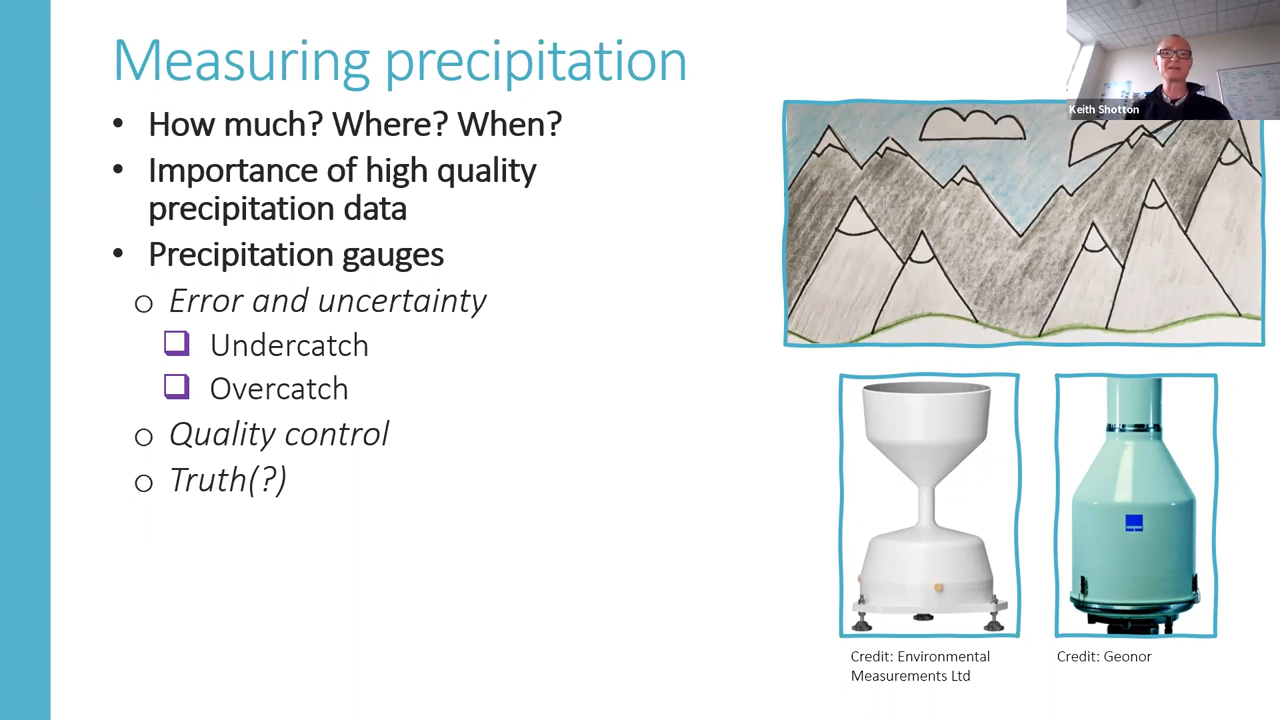 Measuring precipitation
• How much? Where? When?
• Importance of high quality
precipitation data
• Precipitation gauges
o Error and uncertainty
❑ Undercatch
❑ Overcatch
o Quality control
o Truth(?)
Keith Shotton
Credit: Environmental
Measurements Ltd
Credit: Geonor